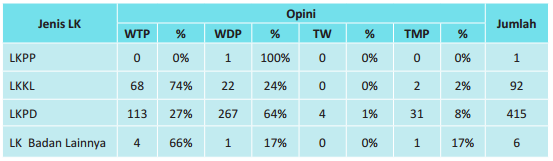 Jenis LK Opini Jumlah
WTP % WDP % TW % TMP %
LKPP 0 0% 1 100% 0 0% 0 0% 1
LKKL 68 74% 22 24% 0 0 2 2% 92
LKPD 113 27% 267 64% 4 1% 31 8% 415
LK Badan Lainnya 4 66% 1 17% 0 0% 1 17% 6